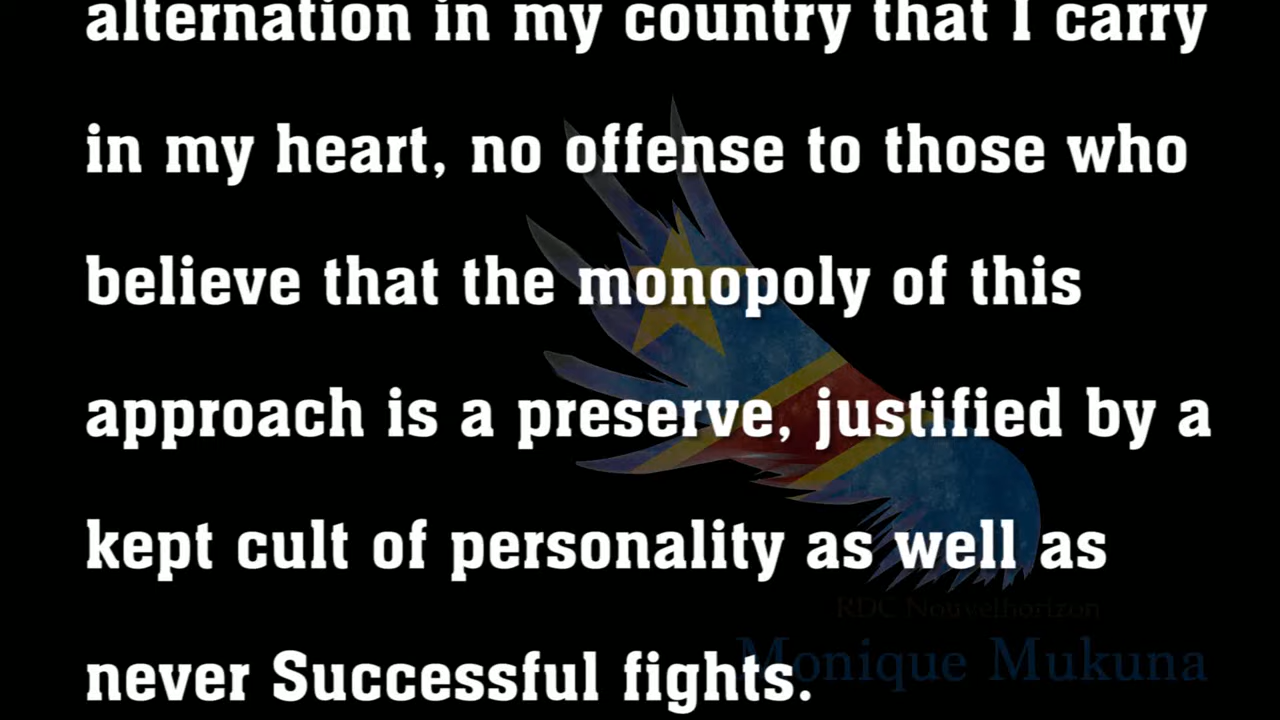 alternation in my country that I carry
in my heart, no offense to those who
believe that the monopoly of this
approach is a preserve, justified by a
kept cult of personality as well as
never Successful fights.
RDC Nouvelhorizon
Monique Mukuna